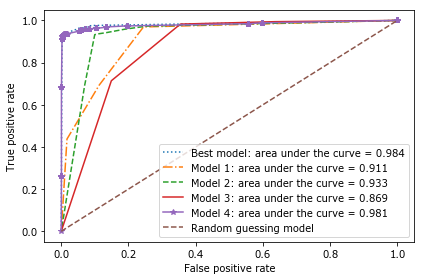 1.0
0.8
0.6
0.4
0.2
0.0
True positive rate
Best model: area under the curve = 0.984
Model 1: area under the curve = 0.911
Model 2: area under the curve = 0.933
Model 3: area under the curve = 0.869
Model 4: area under the curve = 0.981
Random guessing model
0.0 0.2 0.4 0.6 0.8 1.0
False positive rate